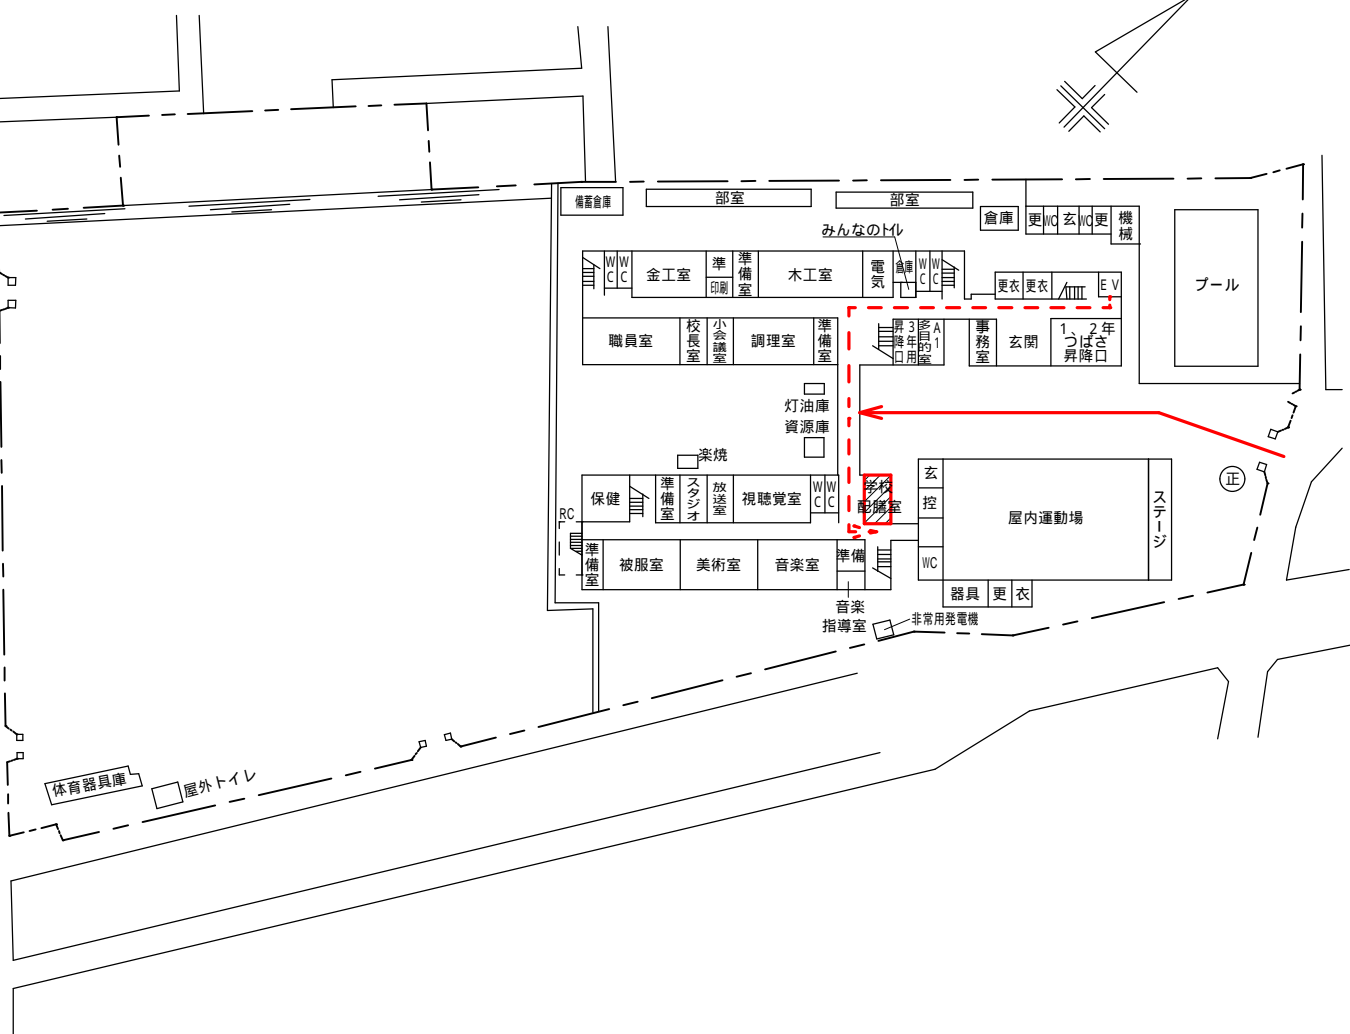 備蓄倉庫
部室
部室
倉庫
更
WC
玄
WC
更
機械
みんなのトイレ
プール
WC
WC
金工室
準
印刷
準備室
木工室
電気
倉庫
WC
WC
更衣
更衣
EV
職員室
校長室
小会議室
調理室
準備室
3年用昇降口
多目的室A1
事務室
玄関
1、2年
つばさ
昇降口
灯油庫
資源庫
楽焼
保健
準備室
スタジオ
放送室
視聴覚室
WC
WC
学校
配膳室
玄
控
WC
屋内運動場
ステージ
正
RC
準備室
被服室
美術室
音楽室
準備
音楽
指導室
器具
更
衣
非常用発電機
体育器具庫
屋外トイレ